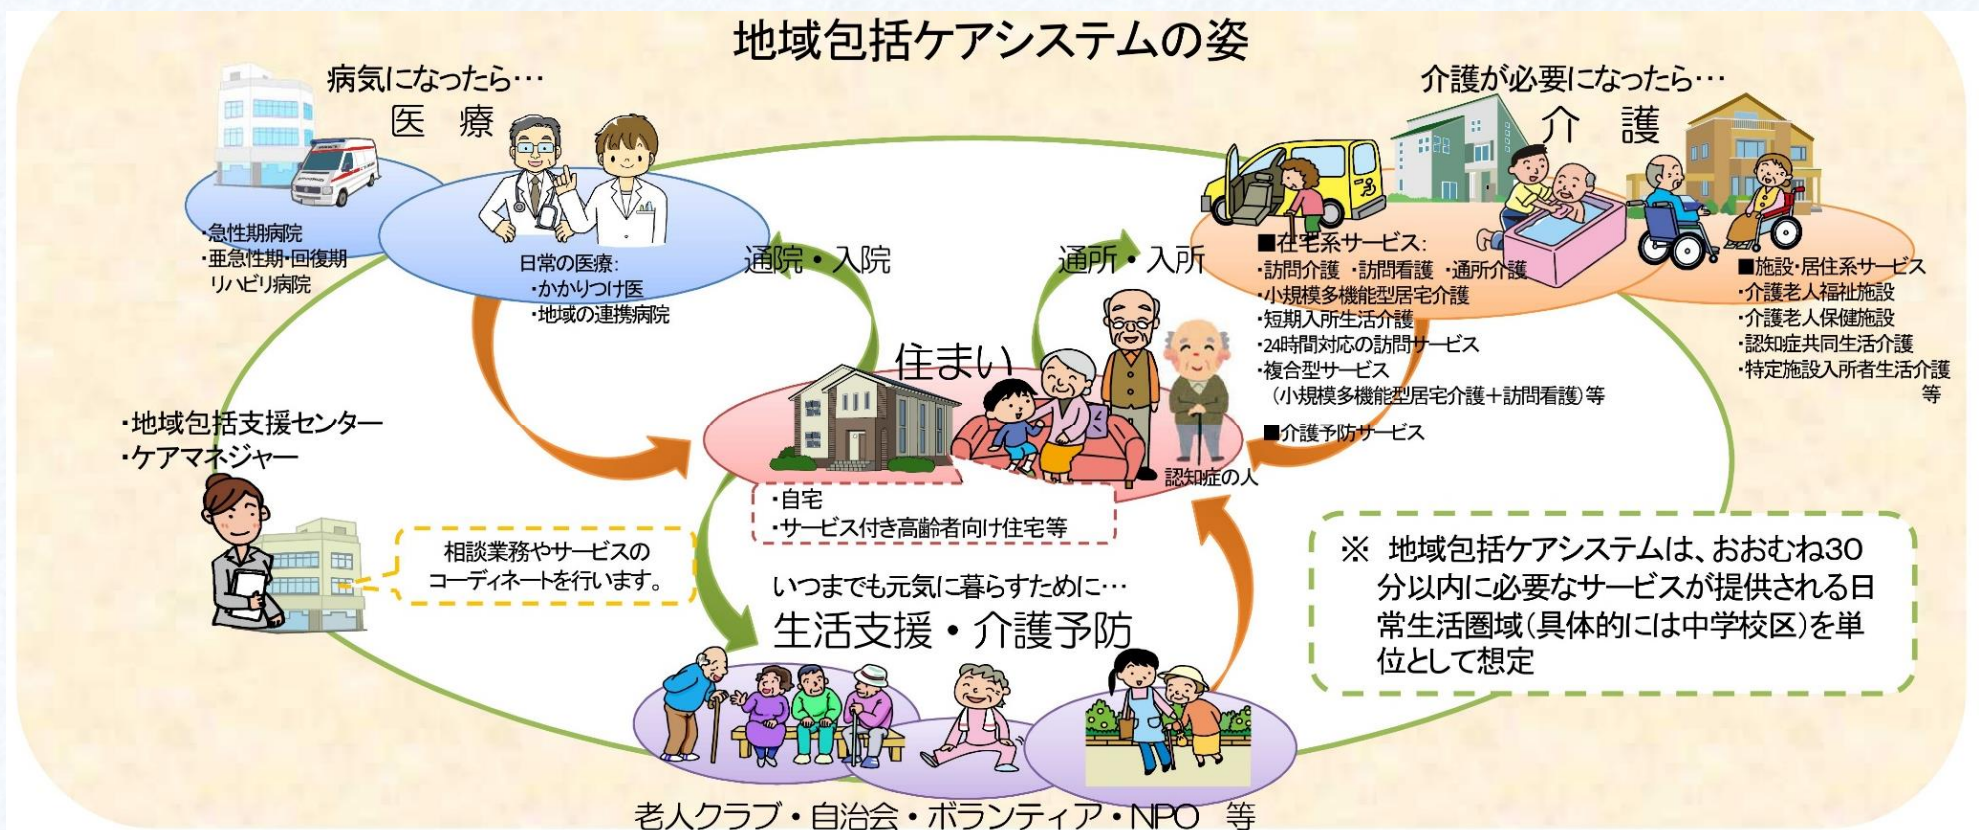 地域包括ケアシステムの姿
病気になったら…
医　療
・急性期病院
・亜急性期・回復期
リハビリ病院
日常の医療:
・かかりつけ医
・地域の連携病院
通院・入院
通所・入所
介護が必要になったら…
介　護
■在宅系サービス:
・訪問介護 ・訪問看護 ・通所介護
・小規模多機能型居宅介護
・短期入所生活介護
・24時間対応の訪問サービス
・複合型サービス
(小規模多機能型居宅介護+訪問看護)等
■介護予防サービス
■施設・居住系サービス
・介護老人福祉施設
・介護老人保健施設
・認知症共同生活介護
・特定施設入所者生活介護
等
住まい
認知症の人
・自宅
・サービス付き高齢者向け住宅等
・地域包括支援センター
・ケアマネジャー
相談業務やサービスの
コーディネートを行います。
いつまでも元気に暮らすために…
生活支援・介護予防
老人クラブ・自治会・ボランティア・NPO　等
※ 地域包括ケアシステムは、おおむね30
分以内に必要なサービスが提供される日
常生活圏域(具体的には中学校区)を単
位として想定